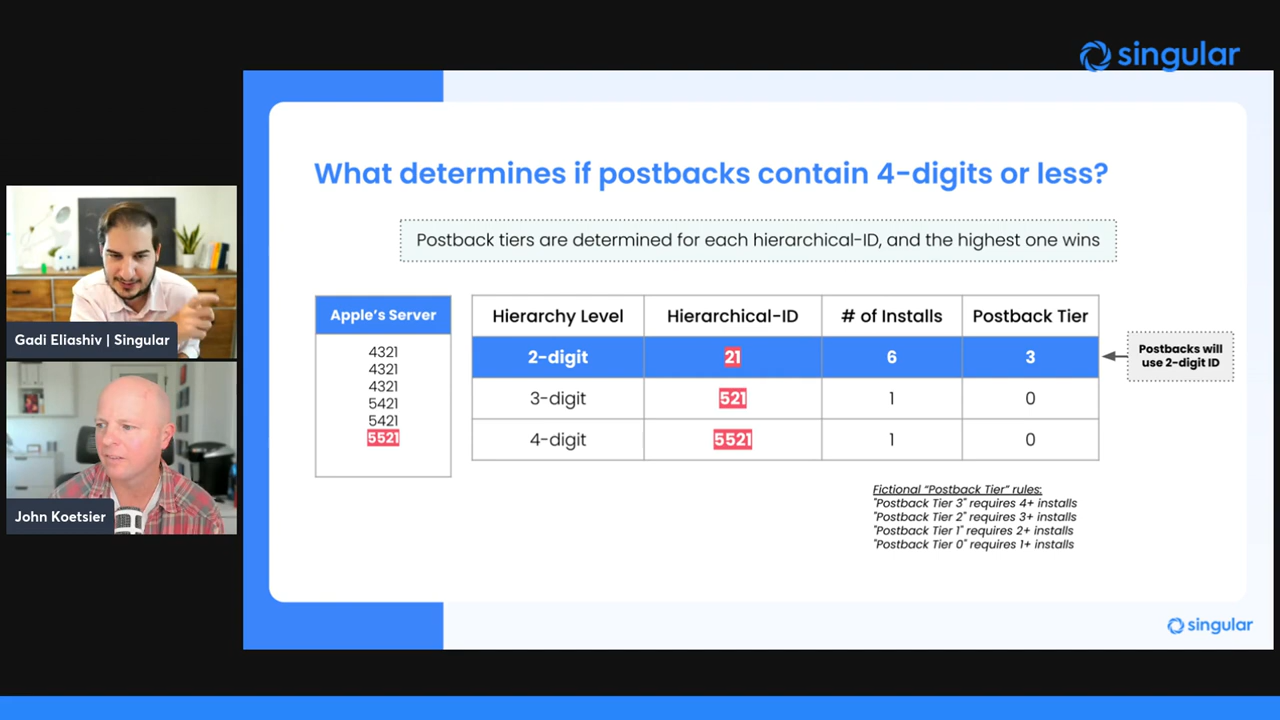 singular
What determines if postbacks contain 4-digits or less?
Postback tiers are determined for each hierarchical-ID, and the highest one wins
Apple's Server
4321
4321
4321
5421
5421
5521
Hierarchy Level Hierarchical-ID # of Installs Postback Tier
2-digit 21 6 3
3-digit 521 1 0
4-digit 5521 1 0
Postbacks will
use 2-digit ID
Fictional "Postback Tier" rules:
"Postback Tier 3" requires 4+ installs
"Postback Tier 2" requires 3+ installs
"Postback Tier 1" requires 2+ installs
"Postback Tier 0" requires 1+ installs
Gadi Eliashiv | Singular
John Koetsier
singular